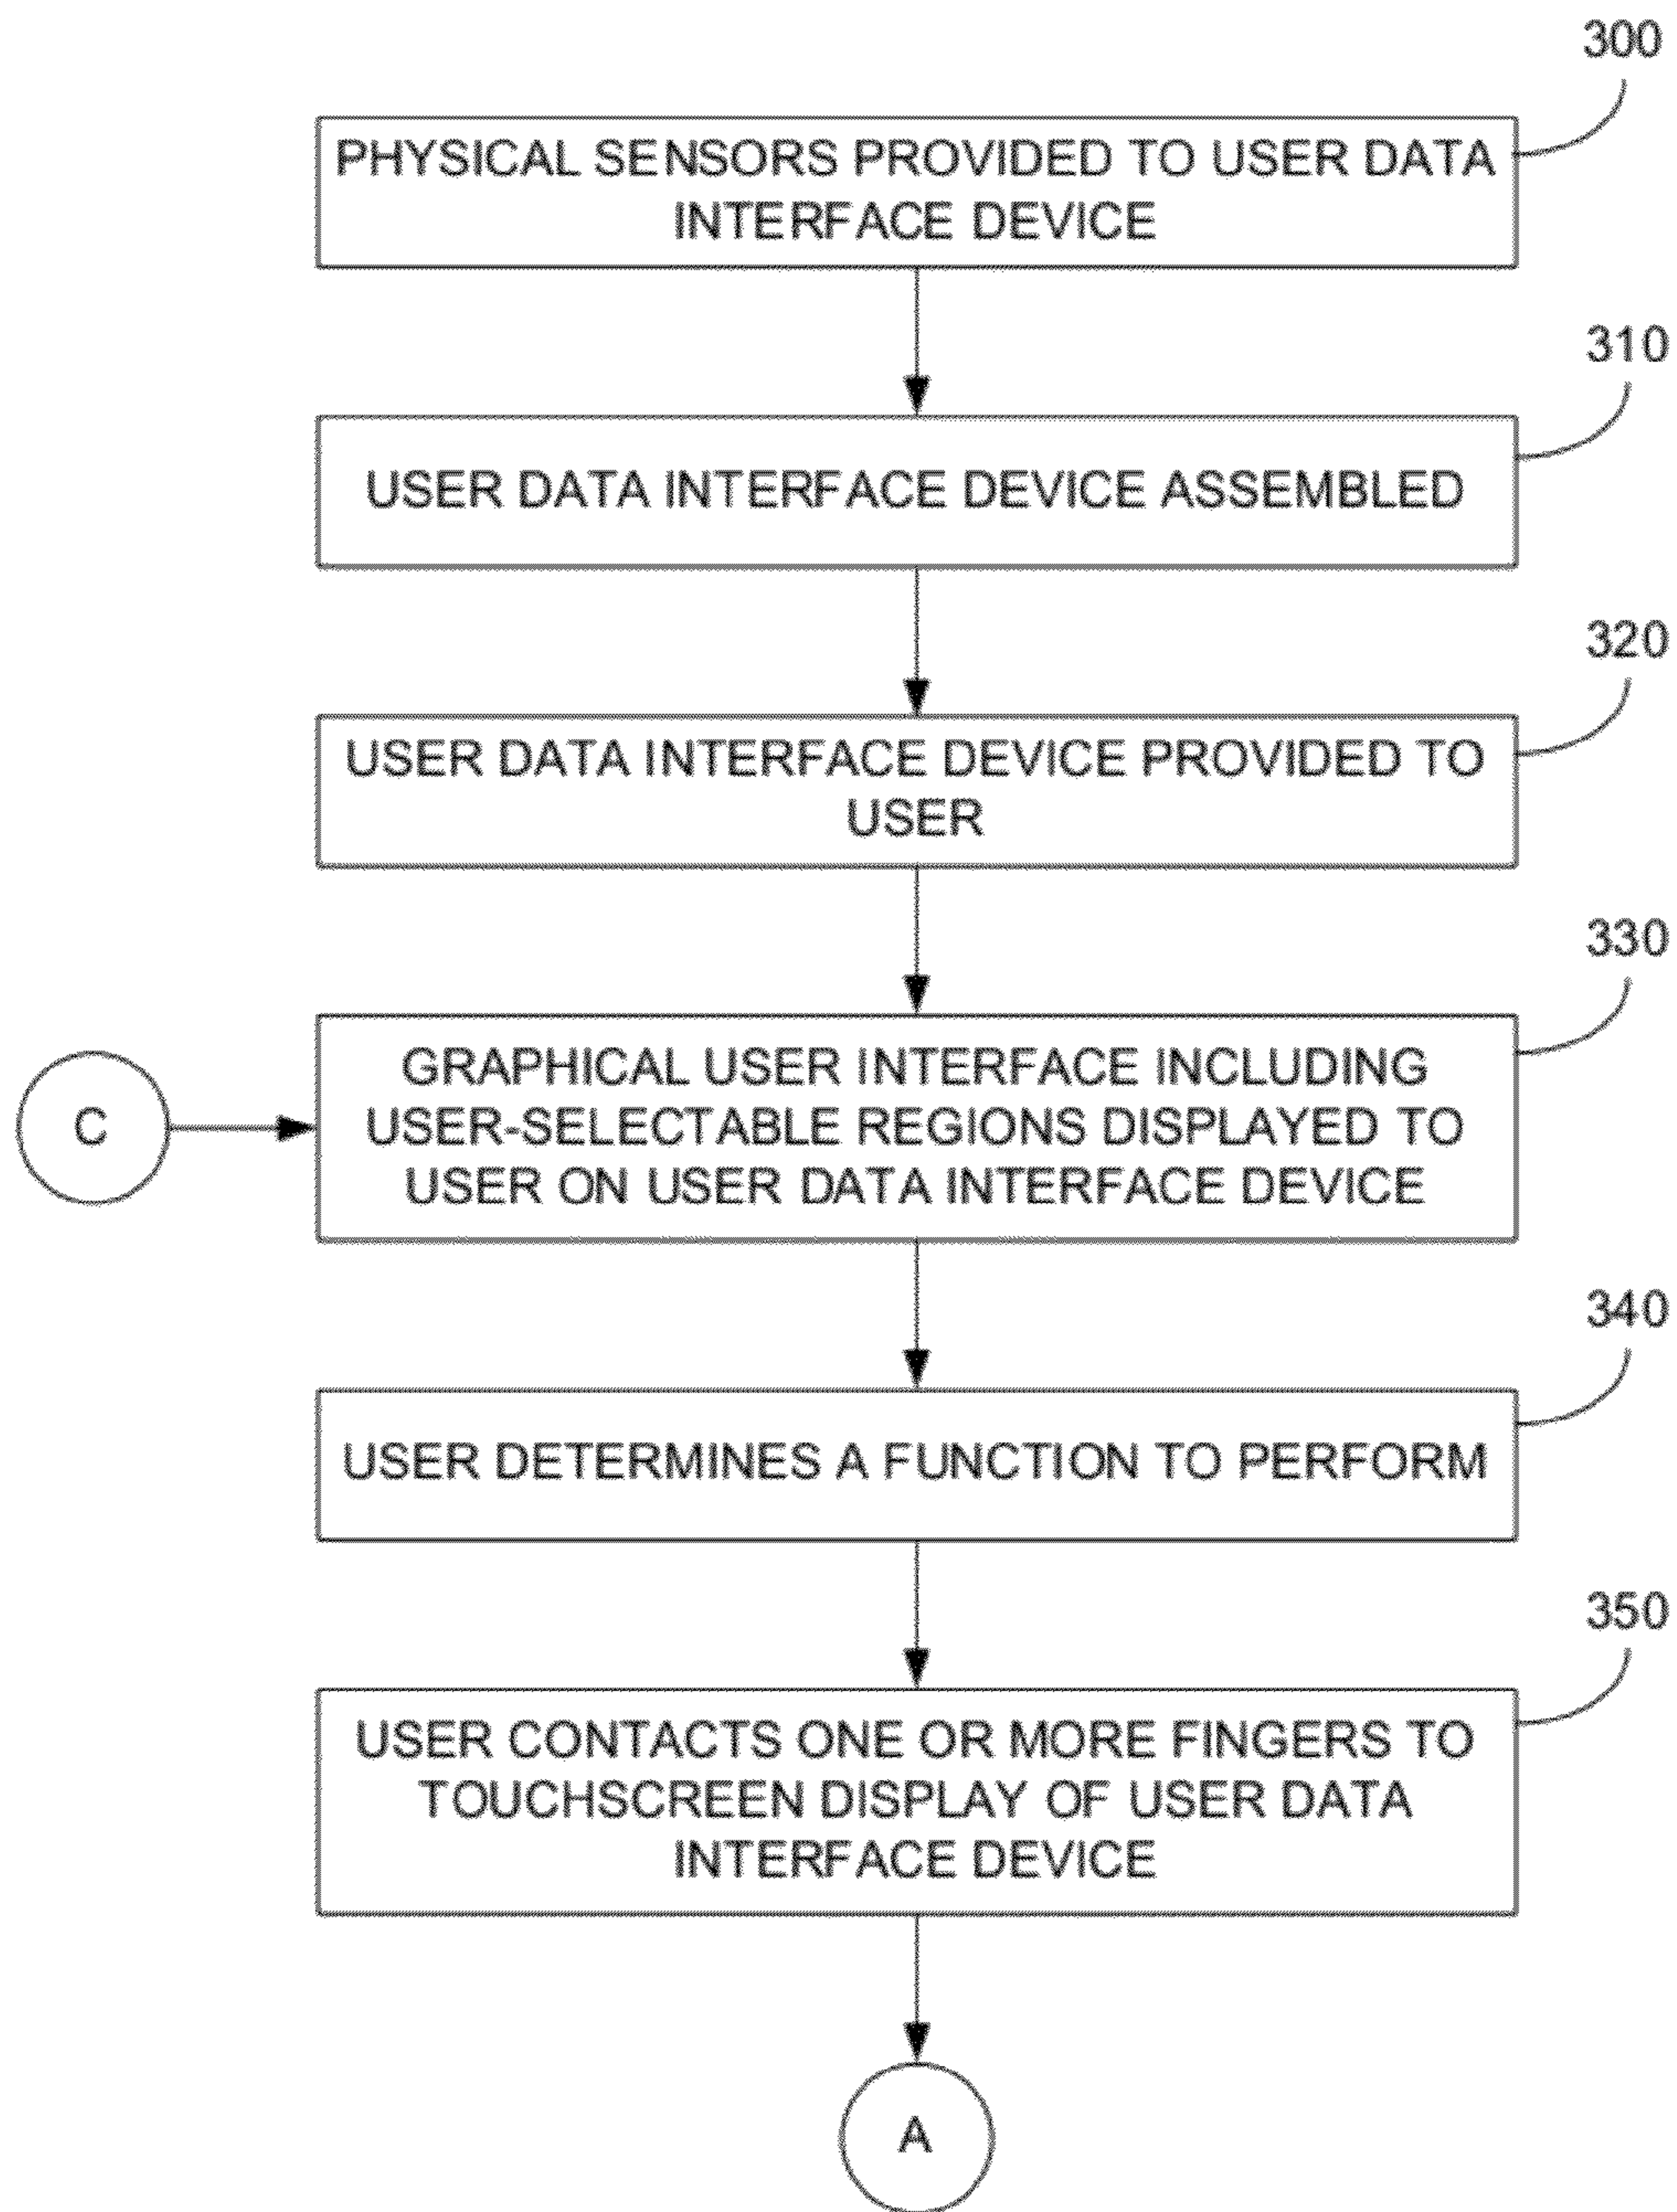 300
PHYSICAL SENSORS PROVIDED TO USER DATA
INTERFACE DEVICE
310
USER DATA INTERFACE DEVICE ASSEMBLED
320
USER DATA INTERFACE DEVICE PROVIDED TO
USER
330
GRAPHICAL USER INTERFACE INCLUDING
USER-SELECTABLE REGIONS DISPLAYED TO
USER ON USER DATA INTERFACE DEVICE
C
340
USER DETERMINES A FUNCTION TO PERFORM
350
USER CONTACTS ONE OR MORE FINGERS TO
TOUCHSCREEN DISPLAY OF USER DATA
INTERFACE DEVICE
A